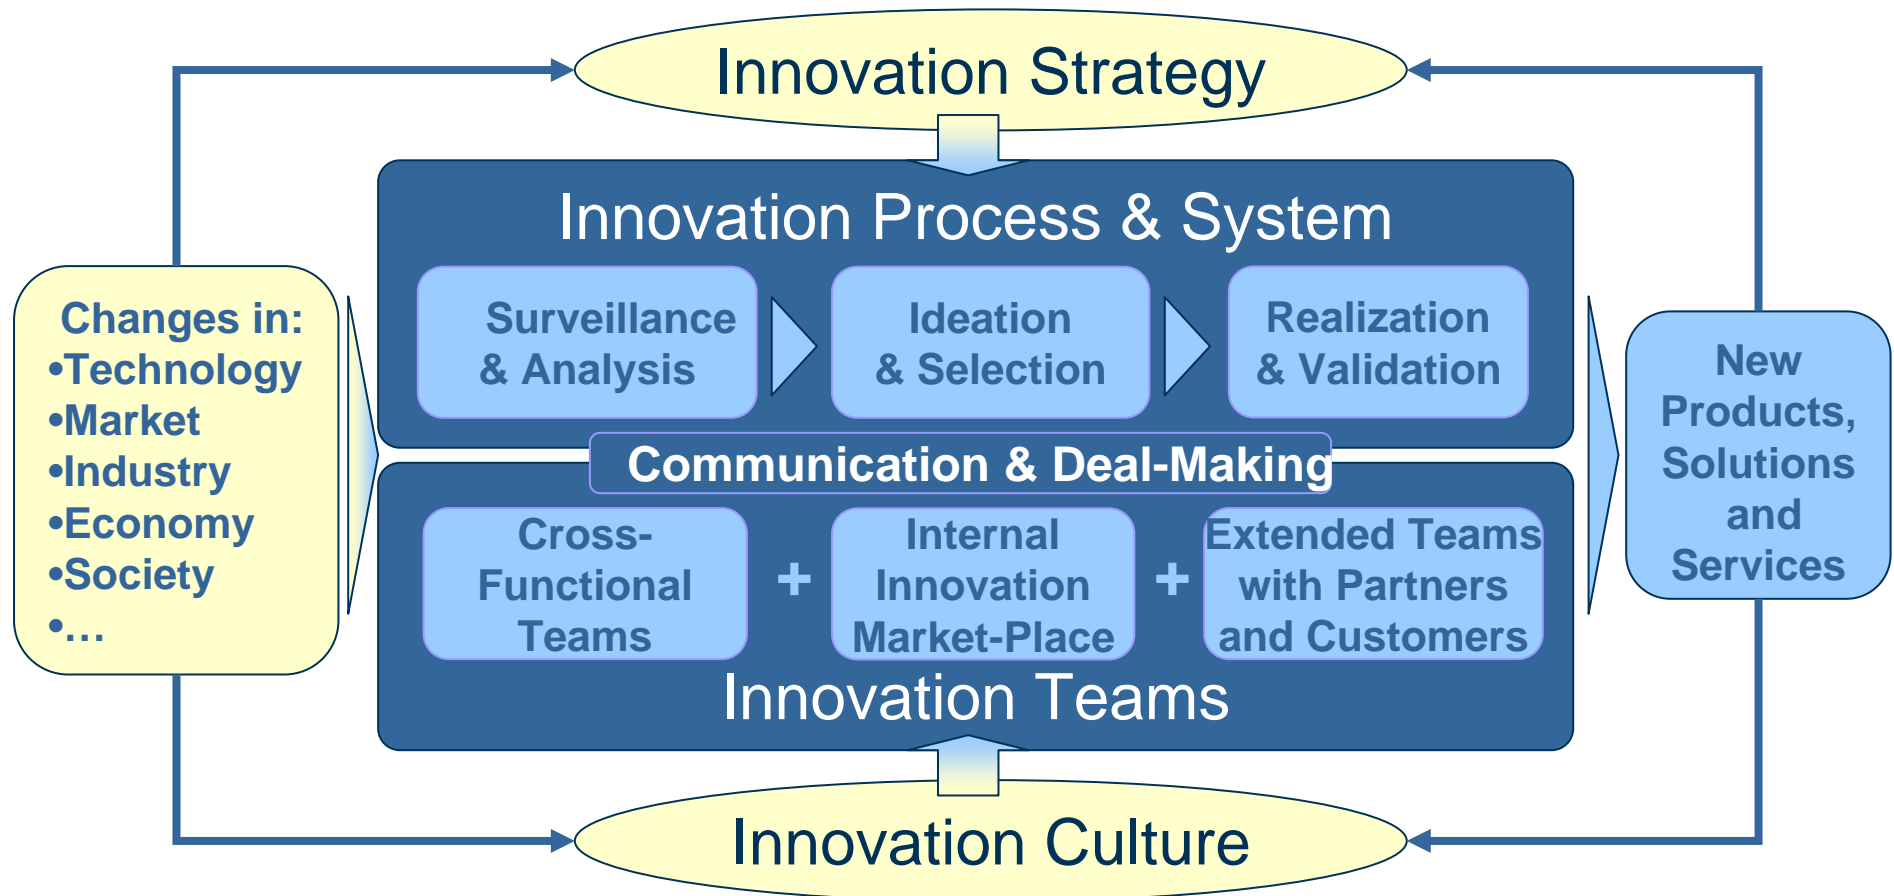 Innovation Strategy
Innovation Process & System
Changes in:
•Technology
•Market
•Industry
•Economy
•Society
•…
Surveillance
& Analysis
Ideation
& Selection
Realization
& Validation
Communication & Deal-Making
Cross-
Functional
Teams
+
Internal
Innovation
Market-Place
+
Extended Teams
with Partners
and Customers
Innovation Teams
New
Products,
Solutions
and
Services
Innovation Culture